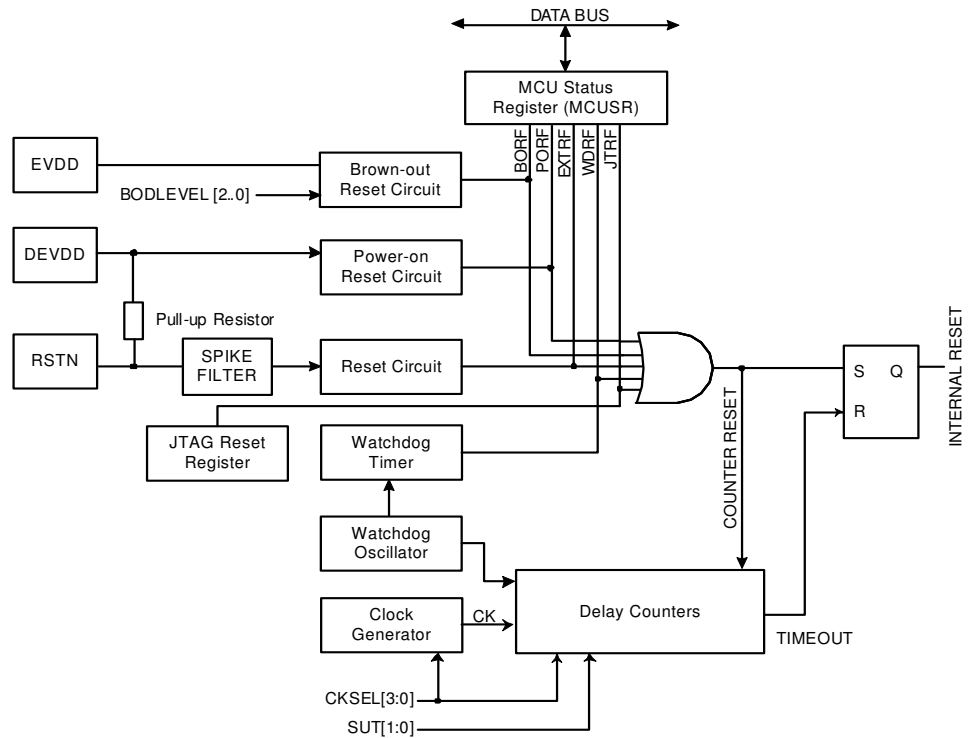 DATA BUS
MCU Status
Register (MCUSR)
BORF
PORF
EXTRF
WDRF
JTRF
EVDD
BODLEVEL [2..0]
Brown-out
Reset Circuit
DEVDD
Power-on
Reset Circuit
Pull-up Resistor
RSTN
SPIKE
FILTER
Reset Circuit
JTAG Reset
Register
Watchdog
Timer
Watchdog
Oscillator
Clock
Generator
CK
Delay Counters
CKSEL[3:0]
SUT[1:0]
COUNTER RESET
TIMEOUT
S
Q
R
INTERNAL RESET